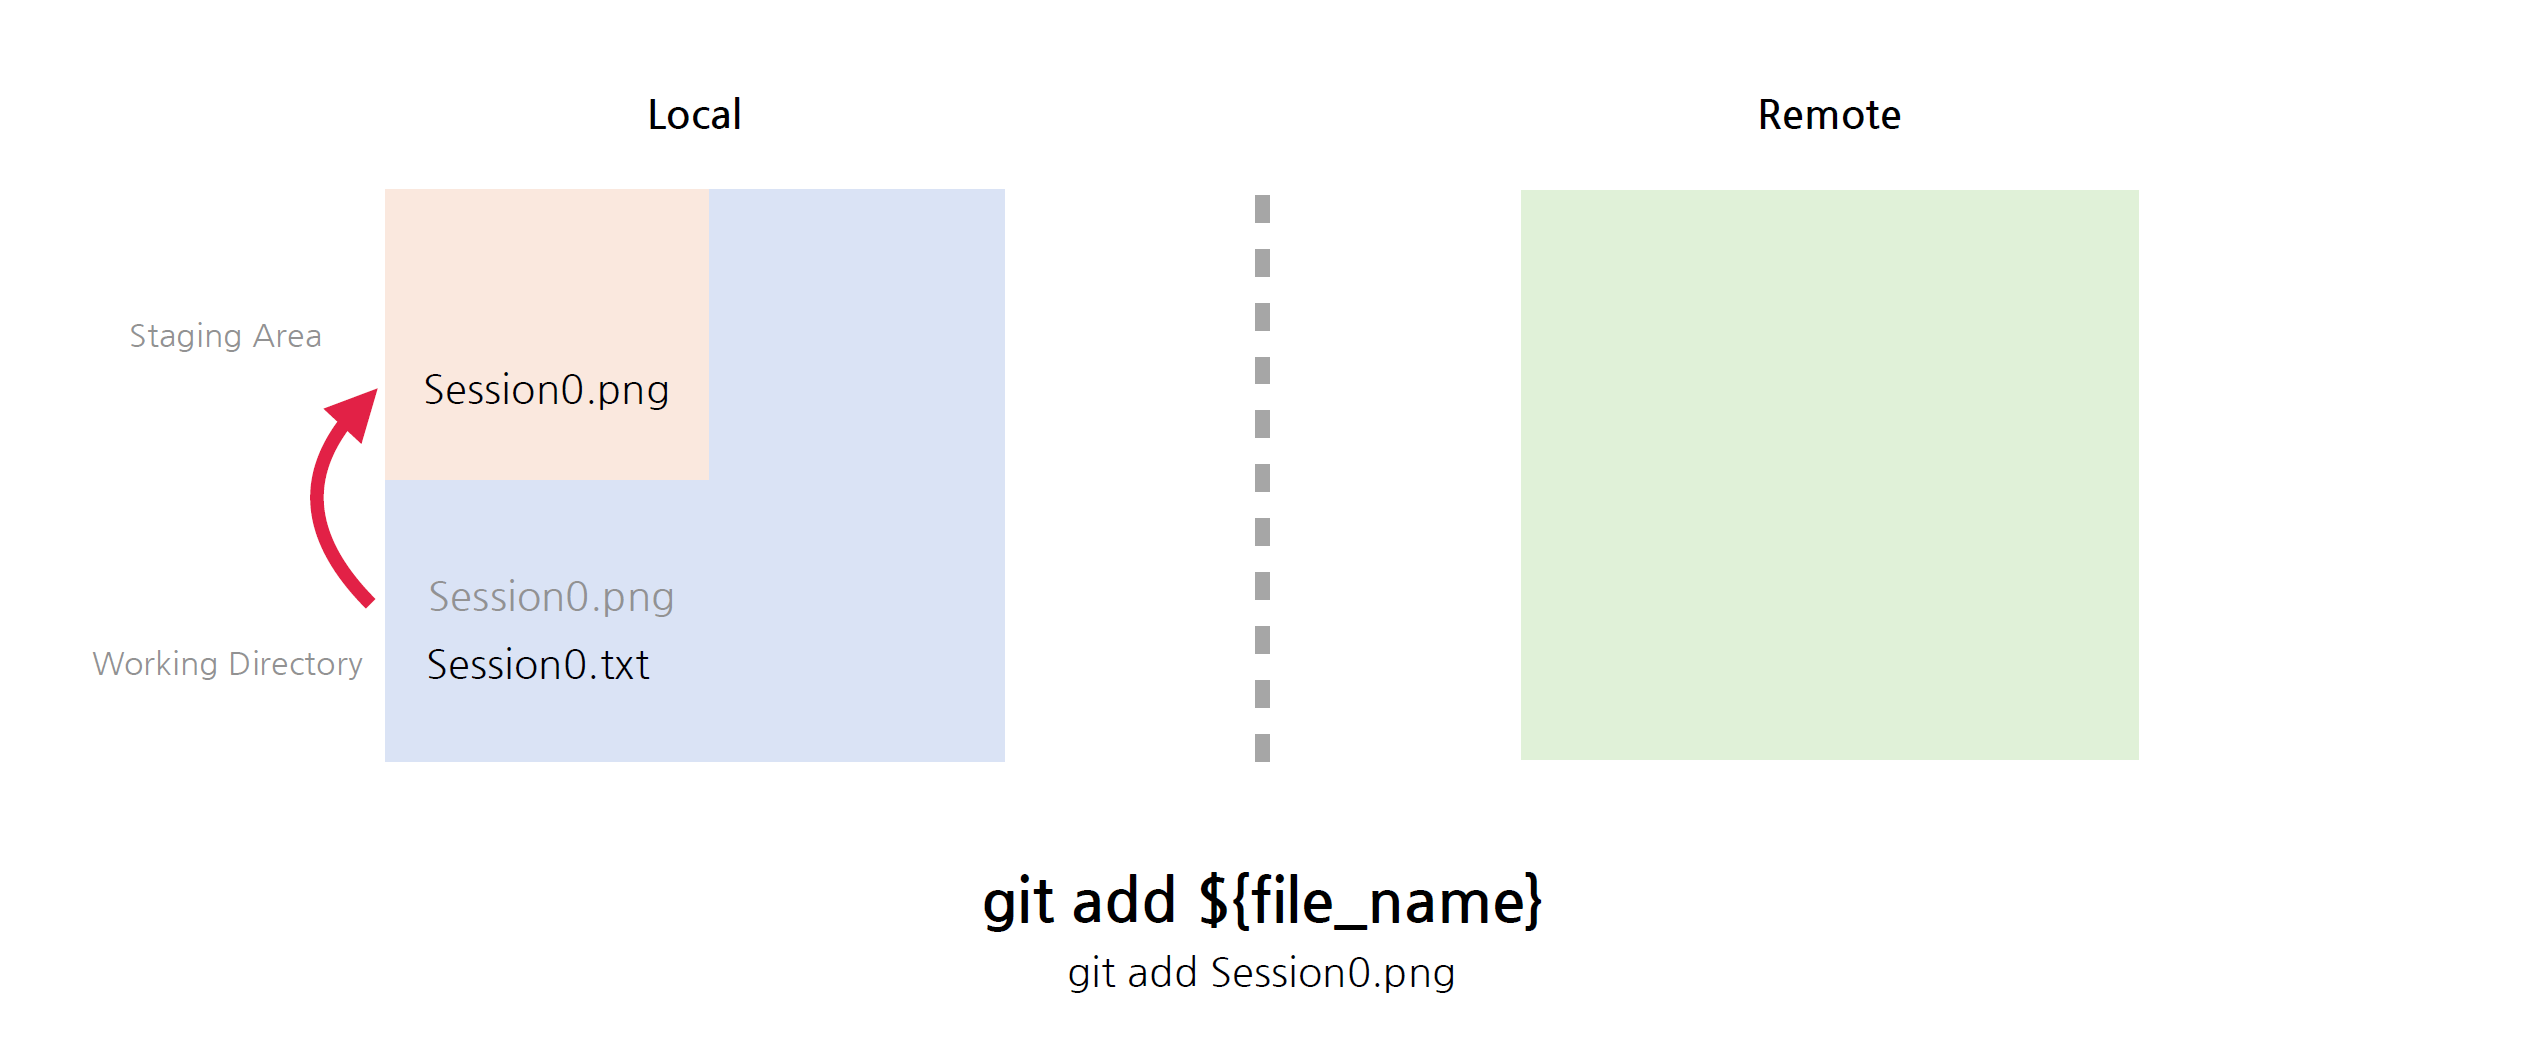 Local
Remote
Staging Area
Session0.png
Session0.png
Working Directory
Session0.txt
git add ${file_name}
git add Session0.png